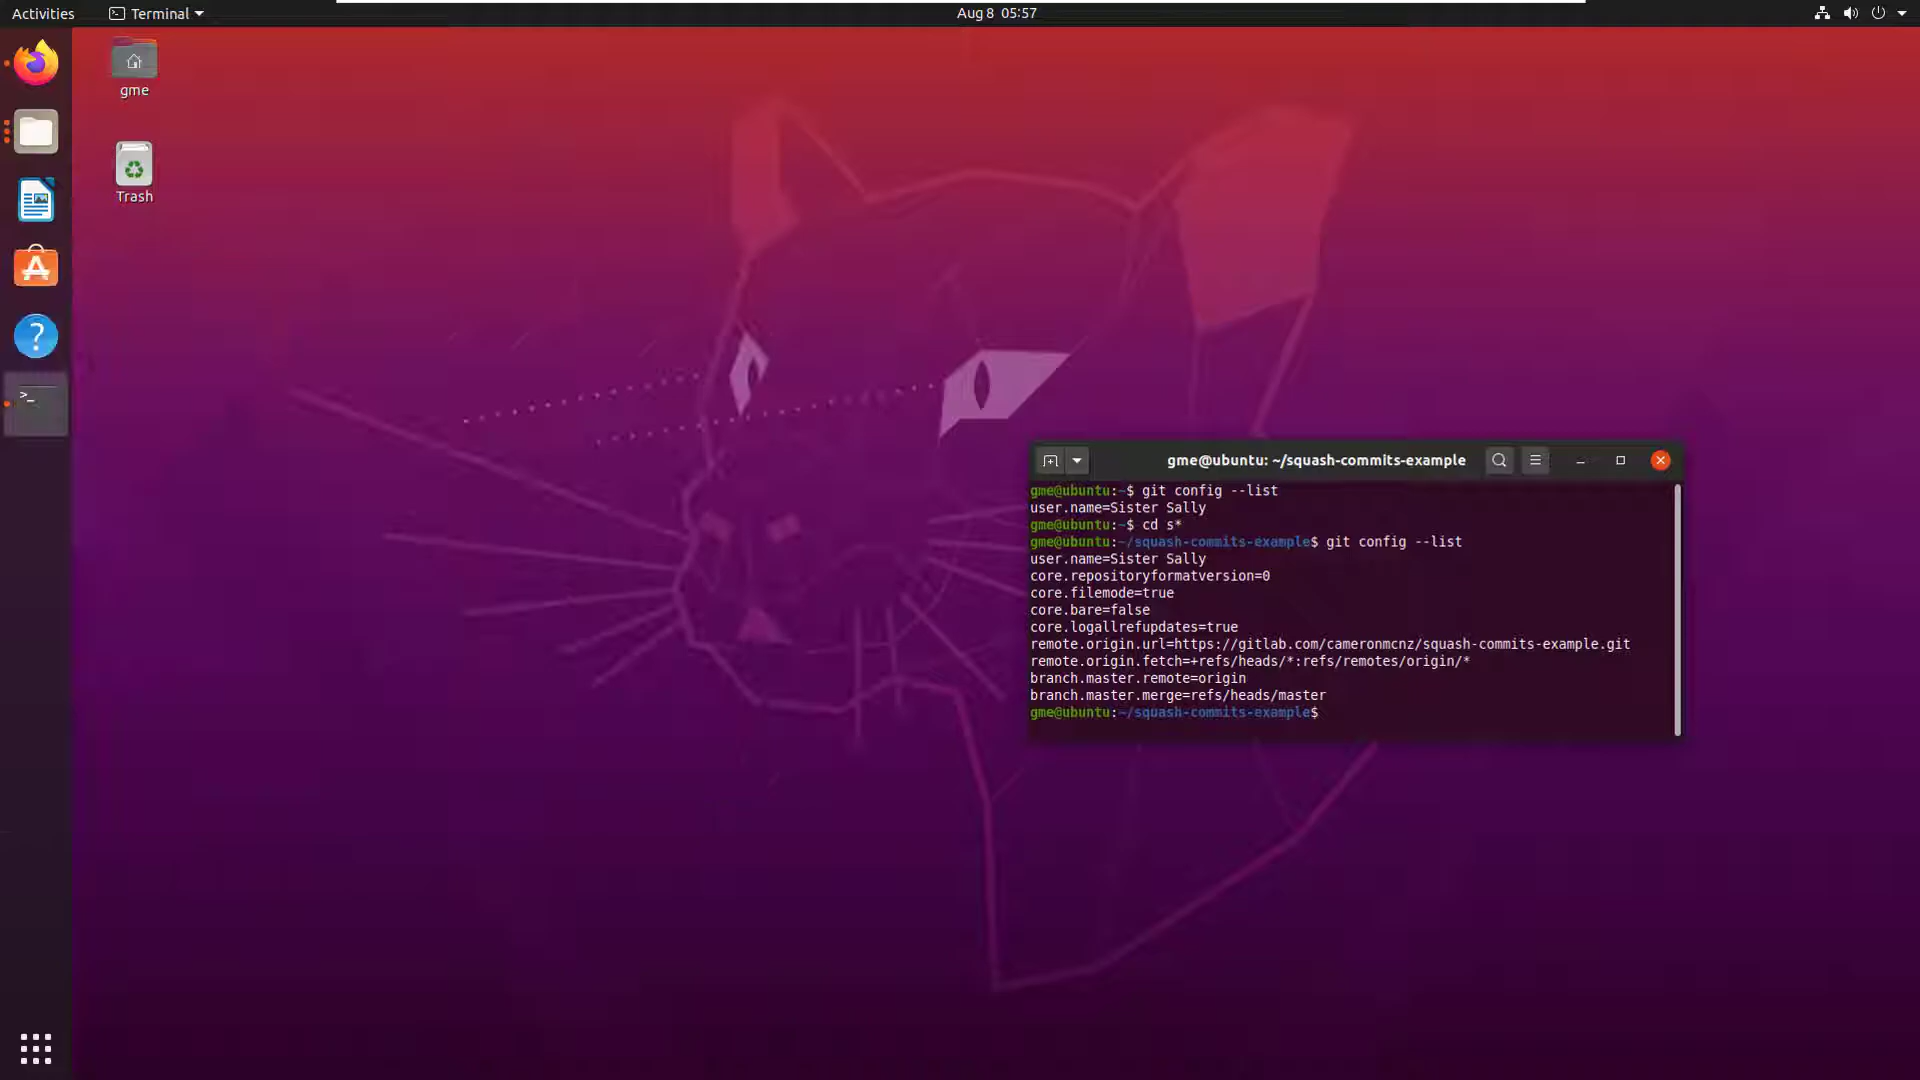 Activities
Terminal
Aug 8 05:57
gme
Trash
gme@ubuntu: ~/squash-commits-example
gme@ubuntu:~$ git config --list
user.name=Sister Sally
gme@ubuntu:~$ cd s*
gme@ubuntu:~/squash-commits-example$ git config --list
user.name=Sister Sally
core.repositoryformatversion=0
core.filemode=true
core.bare=false
core.logallrefupdates=true
remote.origin.url=https://gitlab.com/cameronmcnz/squash-commits-example.git
remote.origin.fetch=+refs/heads/*:refs/remotes/origin/*
branch.master.remote=origin
branch.master.merge=refs/heads/master
gme@ubuntu:~/squash-commits-example$